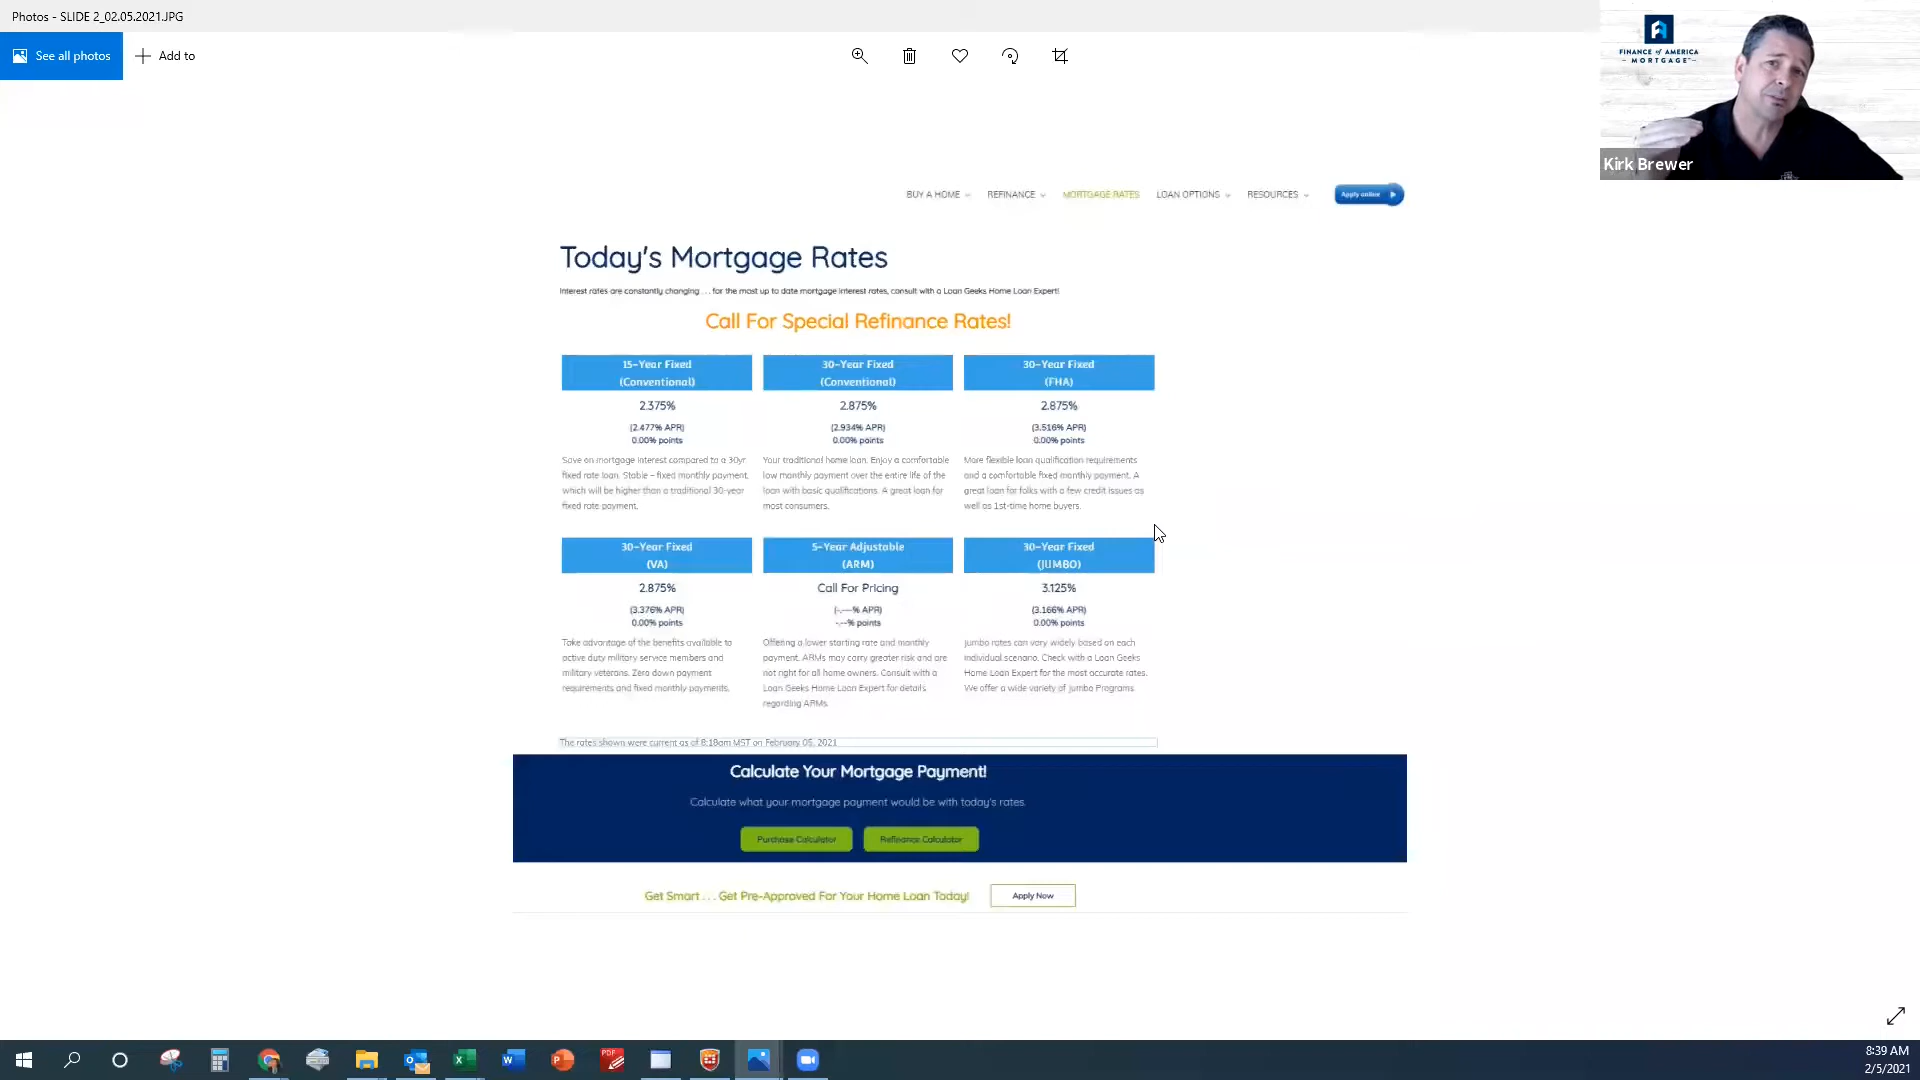 Photos - SLIDE 2_02.05.2021.JPG
See all photos
Add to
FINANCE of AMERICA
- MORTGAGE -
Kirk Brewer
BUY A HOME
REFINANCE
MORTGAGE RATES
LOAN OPTIONS
RESOURCES
Apply online
Today's Mortgage Rates
Interest rates are constantly changing . . . for the most up to date mortgage interest rates, consult with a Loan Geeks Home Loan Expert!
Call For Special Refinance Rates!
15-Year Fixed
(Conventional)
2.375%
(2.477% APR)
0.00% points
Save on mortgage interest compared to a 30yr
fixed rate loan. Stable – fixed monthly payment,
which will be higher than a traditional 30-year
fixed rate payment.
30-Year Fixed
(Conventional)
2.875%
(2.934% APR)
0.00% points
Your traditional home loan. Enjoy a comfortable
low monthly payment over the entire life of the
loan with basic qualifications. A great loan for
most consumers.
30-Year Fixed
(FHA)
2.875%
(3.516% APR)
0.00% points
More flexible loan qualification requirements
and a comfortable fixed monthly payment. A
great loan for folks with a few credit issues as
well as 1st-time home buyers.
30-Year Fixed
(VA)
2.875%
(3.376% APR)
0.00% points
Take advantage of the benefits available to
active duty military service members and
military veterans. Zero down payment
requirements and fixed monthly payments.
5-Year Adjustable
(ARM)
Call For Pricing
(-.---% APR)
-.--% points
Offering a lower starting rate and monthly
payment, ARMs may carry greater risk and are
not right for all home owners. Consult with a
Loan Geeks Home Loan Expert for details
regarding ARMs.
30-Year Fixed
(JUMBO)
3.125%
(3.166% APR)
0.00% points
Jumbo rates can vary widely based on each
individual scenario. Check with a Loan Geeks
Home Loan Expert for the most accurate rates.
We offer a wide variety of Jumbo Programs
The rates shown were current as of 8:18am MST on February 05, 2021
Calculate Your Mortgage Payment!
Calculate what your mortgage payment would be with today's rates.
Purchase Calculator
Refinance Calculator
Get Smart . . . Get Pre-Approved For Your Home Loan Today!
Apply Now
8:39 AM
2/5/2021